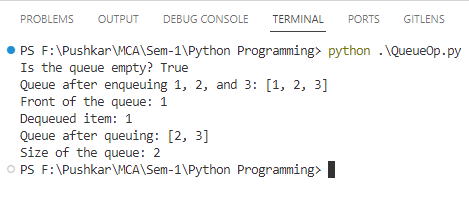 PROBLEMS OUTPUT DEBUG CONSOLE TERMINAL PORTS GITLENS
PS F:\Pushkar\MCA\Sem-1\Python Programming> python .\QueueOp.py
Is the queue empty? True
Queue after enqueuing 1, 2, and 3: [1, 2, 3]
Front of the queue: 1
Dequeued item: 1
Queue after queuing: [2, 3]
Size of the queue: 2
PS F:\Pushkar\MCA\Sem-1\Python Programming>